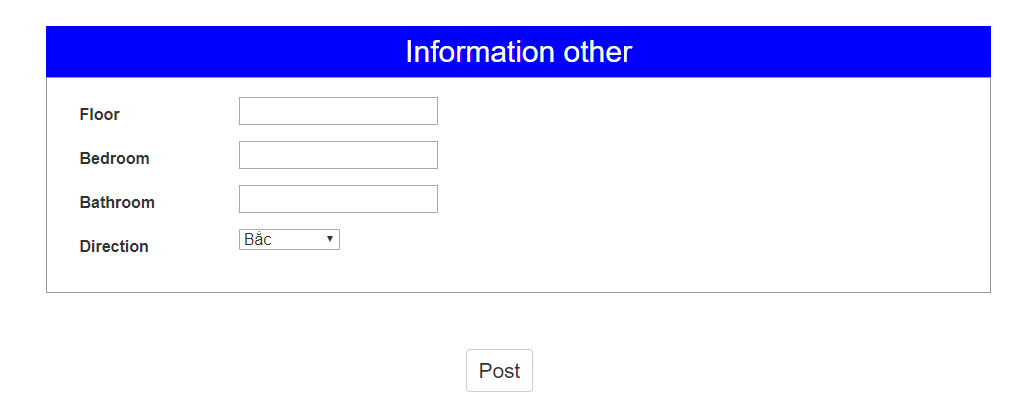 Information other
Floor
Bedroom
Bathroom
Direction Bắc
Post